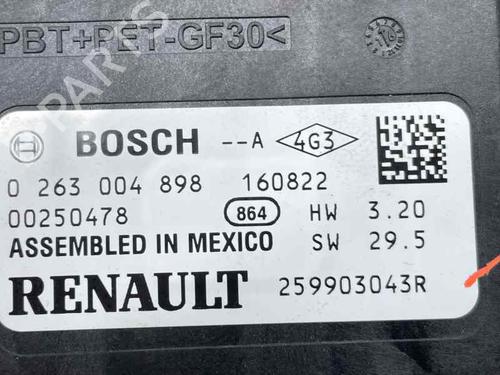 PBT+PET-GF30<
BOSCH --A 4G3
0 263 004 898 160822
00250478 864 HW 3.20
ASSEMBLED IN MEXICO SW 29.5
RENAULT 259903043R